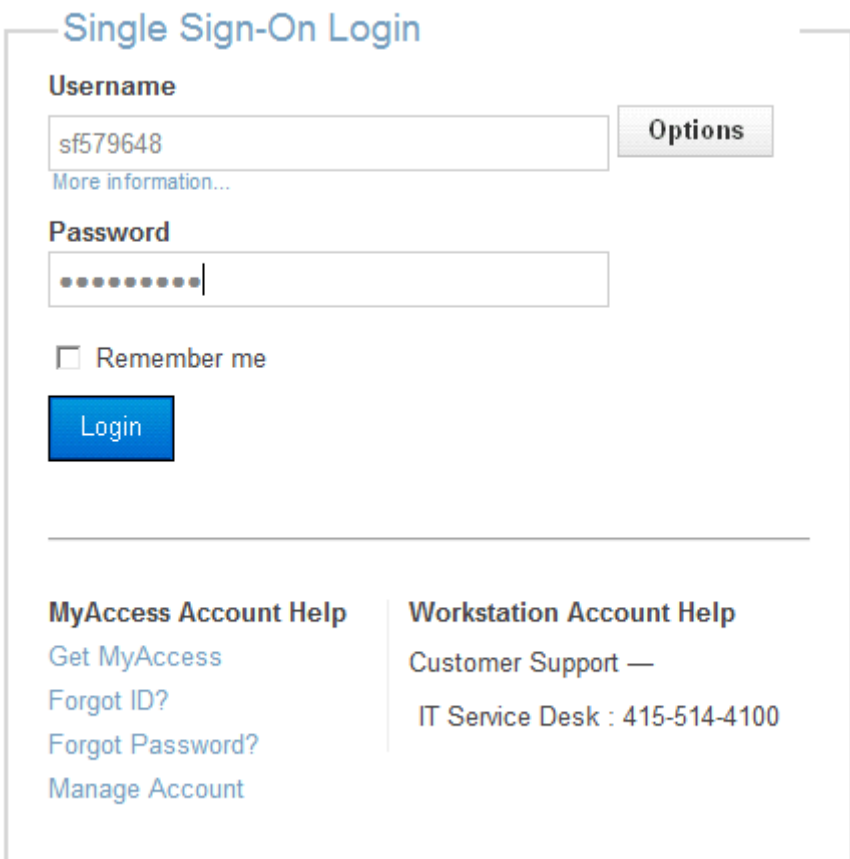 Single Sign-On Login
Username
sf579648
Options
More information...
Password
•••••••••
Remember me
Login
MyAccess Account Help
Get MyAccess
Forgot ID?
Forgot Password?
Manage Account
Workstation Account Help
Customer Support —
IT Service Desk : 415-514-4100